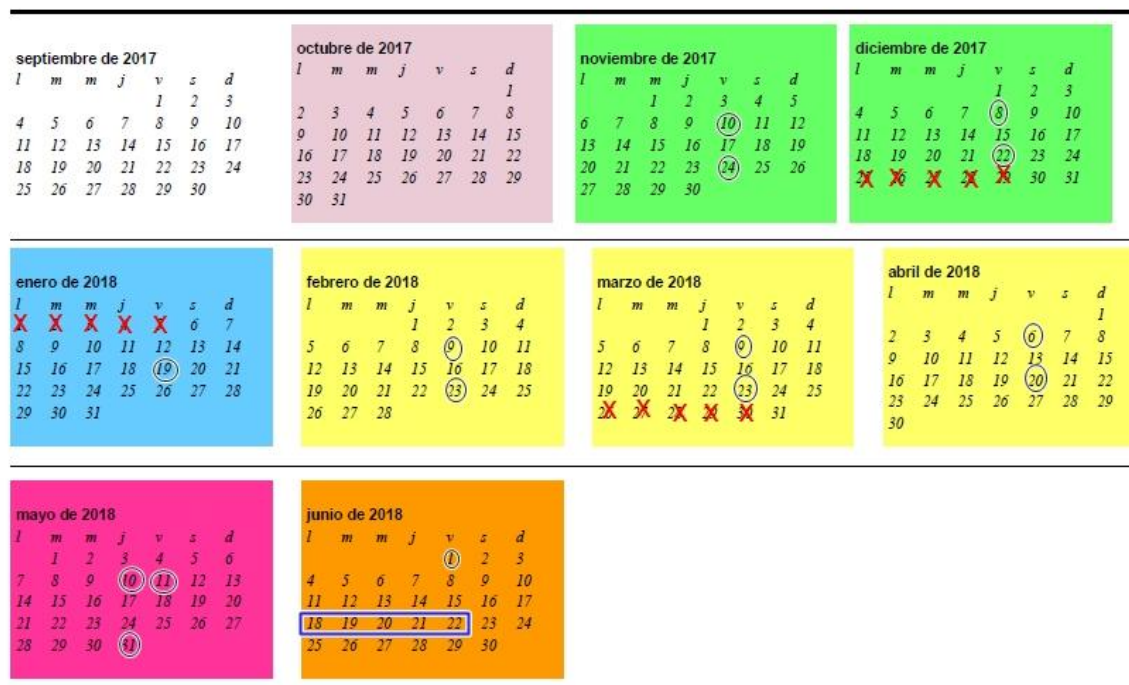 septiembre de 2017
l m m j v s d
1 2 3
4 5 6 7 8 9 10
11 12 13 14 15 16 17
18 19 20 21 22 23 24
25 26 27 28 29 30
octubre de 2017
l m m j v s d
1
2 3 4 5 6 7 8
9 10 11 12 13 14 15
16 17 18 19 20 21 22
23 24 25 26 27 28 29
30 31
noviembre de 2017
l m m j v s d
1 2 3 4 5
6 7 8 9 10 11 12
13 14 15 16 17 18 19
20 21 22 23 24 25 26
27 28 29 30
diciembre de 2017
l m m j v s d
1 2 3
4 5 6 7 8 9 10
11 12 13 14 15 16 17
18 19 20 21 22 23 24
30 31
enero de 2018
l m m j v s d
6 7
8 9 10 11 12 13 14
15 16 17 18 19 20 21
22 23 24 25 26 27 28
29 30 31
febrero de 2018
l m m j v s d
1 2 3 4
5 6 7 8 9 10 11
12 13 14 15 16 17 18
19 20 21 22 23 24 25
26 27 28
marzo de 2018
l m m j v s d
1 2 3 4
5 6 7 8 9 10 11
12 13 14 15 16 17 18
19 20 21 22 23 24 25
31
abril de 2018
l m m j v s d
1
2 3 4 5 6 7 8
9 10 11 12 13 14 15
16 17 18 19 20 21 22
23 24 25 26 27 28 29
30
mayo de 2018
l m m j v s d
1 2 3 4 5 6
7 8 9 10 11 12 13
14 15 16 17 18 19 20
21 22 23 24 25 26 27
28 29 30 31
junio de 2018
l m m j v s d
1 2 3
4 5 6 7 8 9 10
11 12 13 14 15 16 17
18 19 20 21 22 23 24
25 26 27 28 29 30